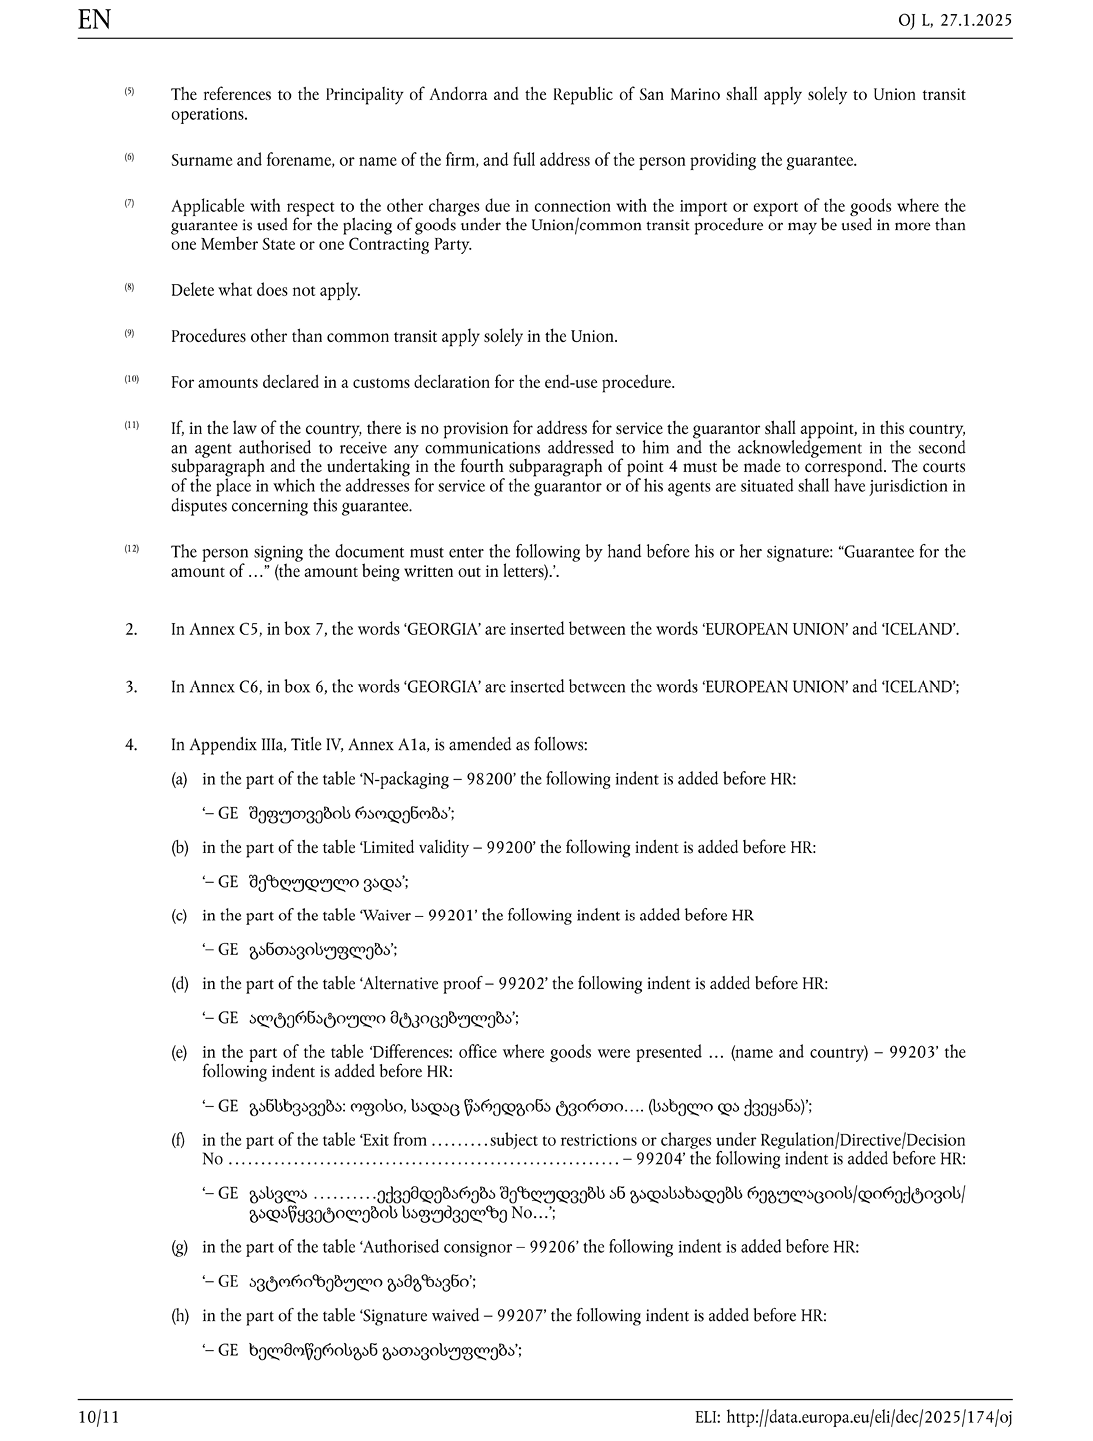 EN
OJ L, 27.1.2025
(5) The references to the Principality of Andorra and the Republic of San Marino shall apply solely to Union transit
operations.
(6) Surname and forename, or name of the firm, and full address of the person providing the guarantee.
(7) Applicable with respect to the other charges due in connection with the import or export of the goods where the
guarantee is used for the placing of goods under the Union/common transit procedure or may be used in more than
one Member State or one Contracting Party.
(8) Delete what does not apply.
(9) Procedures other than common transit apply solely in the Union.
(10) For amounts declared in a customs declaration for the end-use procedure.
(11) If, in the law of the country, there is no provision for address for service the guarantor shall appoint, in this country,
an agent authorised to receive any communications addressed to him and the acknowledgement in the second
subparagraph and the undertaking in the fourth subparagraph of point 4 must be made to correspond. The courts
of the place in which the addresses for service of the guarantor or of his agents are situated shall have jurisdiction in
disputes concerning this guarantee.
(12) The person signing the document must enter the following by hand before his or her signature: “Guarantee for the
amount of …” (the amount being written out in letters).’.
2. In Annex C5, in box 7, the words ‘GEORGIA’ are inserted between the words ‘EUROPEAN UNION’ and ‘ICELAND’.
3. In Annex C6, in box 6, the words ‘GEORGIA’ are inserted between the words ‘EUROPEAN UNION’ and ‘ICELAND’;
4. In Appendix IIIa, Title IV, Annex A1a, is amended as follows:
(a) in the part of the table ‘N-packaging – 98200’ the following indent is added before HR:
‘– GE შეფუთვების რაოდენობა’;
(b) in the part of the table ‘Limited validity – 99200’ the following indent is added before HR:
‘– GE შეზღუდული ვადა’;
(c) in the part of the table ‘Waiver – 99201’ the following indent is added before HR
‘– GE განთავისუფლება’;
(d) in the part of the table ‘Alternative proof – 99202’ the following indent is added before HR:
‘– GE ალტერნატიული მტკიცებულება’;
(e) in the part of the table ‘Differences: office where goods were presented … (name and country) – 99203’ the
following indent is added before HR:
‘– GE განსხვავება: ოფისი, სადაც წარედგინა ტვირთი…. (სახელი და ქვეყანა)’;
(f) in the part of the table ‘Exit from .........subject to restrictions or charges under Regulation/Directive/Decision
No ............................................................ – 99204’ the following indent is added before HR:
‘– GE გასვლა ..........ექვემდებარება შეზღუდვებს ან გადასახადებს რეგულაციის/დირექტივის/
გადაწყვეტილების საფუძველზე No…’;
(g) in the part of the table ‘Authorised consignor – 99206’ the following indent is added before HR:
‘– GE ავტორიზებული გამგზავნი’;
(h) in the part of the table ‘Signature waived – 99207’ the following indent is added before HR:
‘– GE ხელმოწერისგან გათავისუფლება’;
10/11
ELI: http://data.europa.eu/eli/dec/2025/174/oj